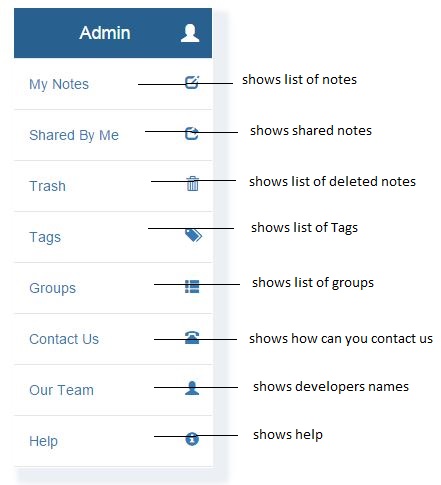 Admin
My Notes shows list of notes
Shared By Me shows shared notes
Trash shows list of deleted notes
Tags shows list of Tags
Groups shows list of groups
Contact Us shows how can you contact us
Our Team shows developers names
Help shows help